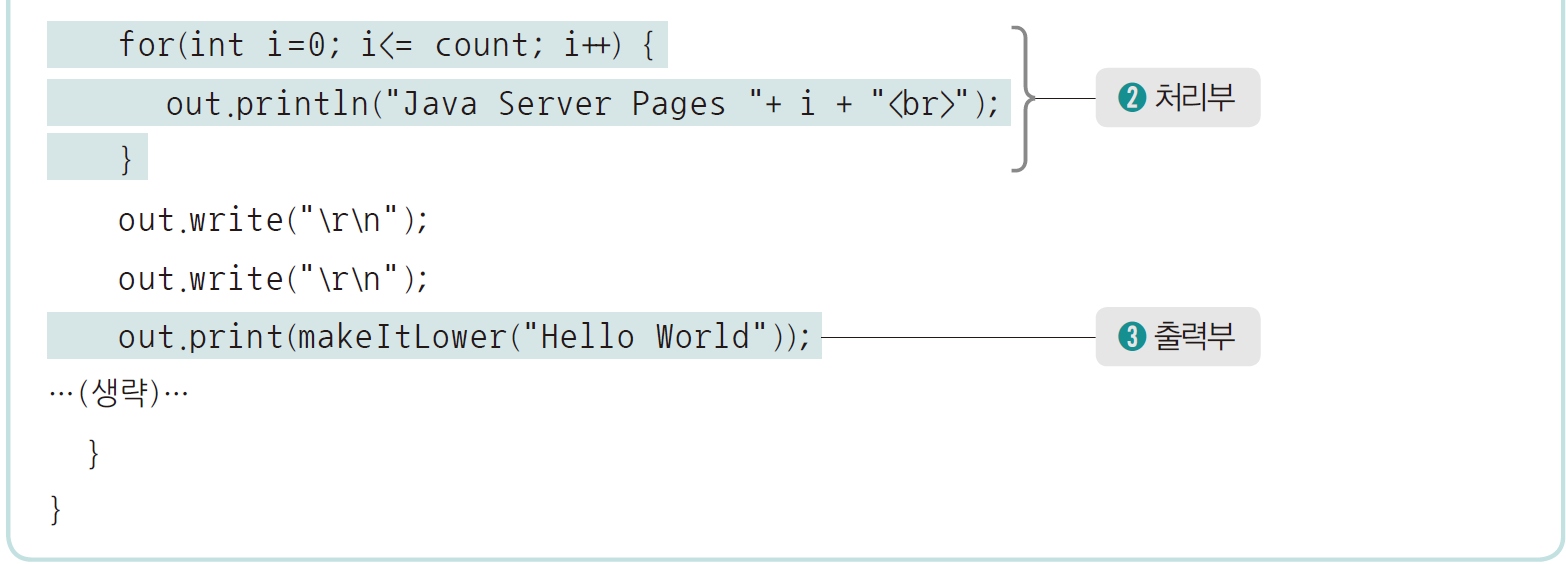 for(int i=0; i<= count; i++) {
out.println("Java Server Pages "+ i + "<br>");
❷ 처리부
}
out.write("\r\n");
out.write("\r\n");
out.print(makeItLower("Hello World"));
❸ 출력부
…(생략)…
}
}